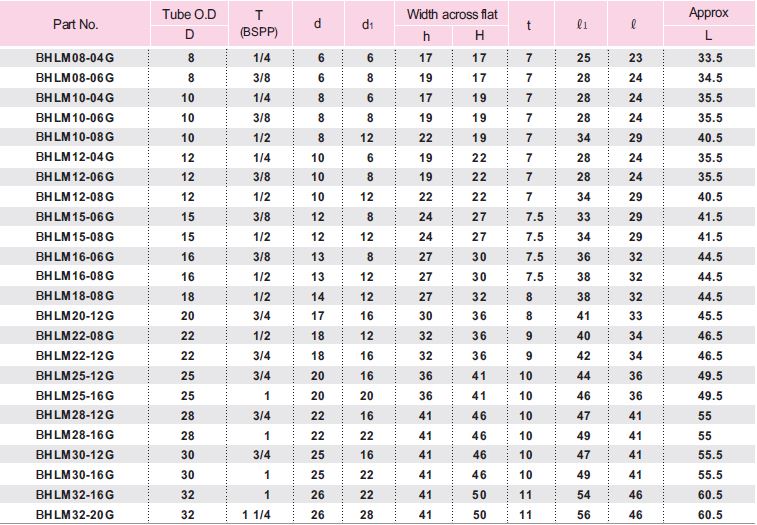 Part No. Tube O.D T (BSPP) d d1 Width across flat t ℓ1 ℓ Approx
D h H L
BHLM08-04G 8 1/4 6 6 17 17 7 25 23 33.5
BHLM08-06G 8 3/8 6 8 19 17 7 28 24 34.5
BHLM10-04G 10 1/4 8 6 17 19 7 28 24 35.5
BHLM10-06G 10 3/8 8 8 19 19 7 28 24 35.5
BHLM10-08G 10 1/2 8 12 22 19 7 34 29 40.5
BHLM12-04G 12 1/4 10 6 19 22 7 28 24 35.5
BHLM12-06G 12 3/8 10 8 19 22 7 28 24 35.5
BHLM12-08G 12 1/2 10 12 22 22 7 34 29 40.5
BHLM15-06G 15 3/8 12 8 24 27 7.5 33 29 41.5
BHLM15-08G 15 1/2 12 12 24 27 7.5 34 29 41.5
BHLM16-06G 16 3/8 13 8 27 30 7.5 36 32 44.5
BHLM16-08G 16 1/2 13 12 27 30 7.5 38 32 44.5
BHLM18-08G 18 1/2 14 12 27 32 8 38 32 44.5
BHLM20-12G 20 3/4 17 16 30 36 8 41 33 45.5
BHLM22-08G 22 1/2 18 12 32 36 9 40 34 46.5
BHLM22-12G 22 3/4 18 16 32 36 9 42 34 46.5
BHLM25-12G 25 3/4 20 16 36 41 10 44 36 49.5
BHLM25-16G 25 1 20 20 36 41 10 46 36 49.5
BHLM28-12G 28 3/4 22 16 41 46 10 47 41 55
BHLM28-16G 28 1 22 22 41 46 10 49 41 55
BHLM30-12G 30 3/4 25 16 41 46 10 47 41 55.5
BHLM30-16G 30 1 25 22 41 46 10 49 41 55.5
BHLM32-16G 32 1 26 22 41 50 11 54 46 60.5
BHLM32-20G 32 1 1/4 26 28 41 50 11 56 46 60.5